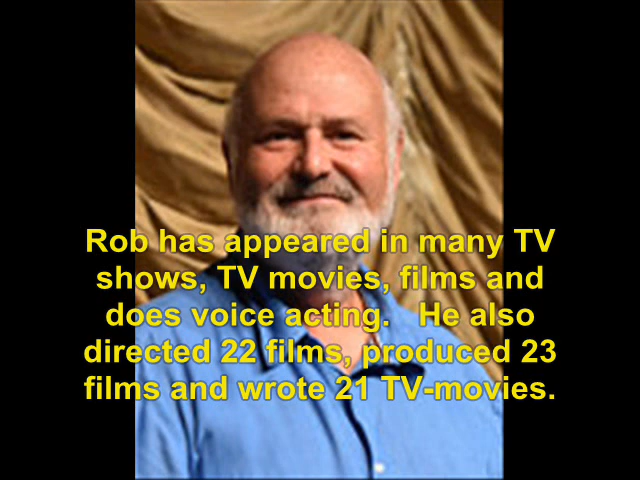 Rob has appeared in many TV
shows, TV movies, films and
does voice acting.   He also
directed 22 films, produced 23
films and wrote 21 TV-movies.